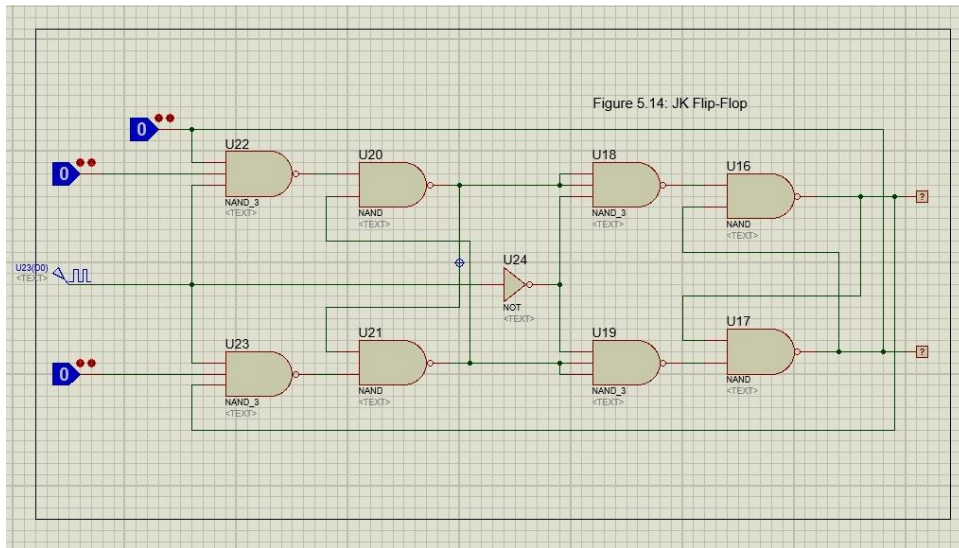 Figure 5.14: JK Flip-Flop
0
U22
U20
U18
U16
0
NAND_3
<TEXT>
NAND
<TEXT>
NAND_3
<TEXT>
NAND
<TEXT>
?
U23(D0)
<TEXT>
U24
NOT
<TEXT>
U23
U21
U19
U17
0
NAND_3
<TEXT>
NAND
<TEXT>
NAND_3
<TEXT>
NAND
<TEXT>
?